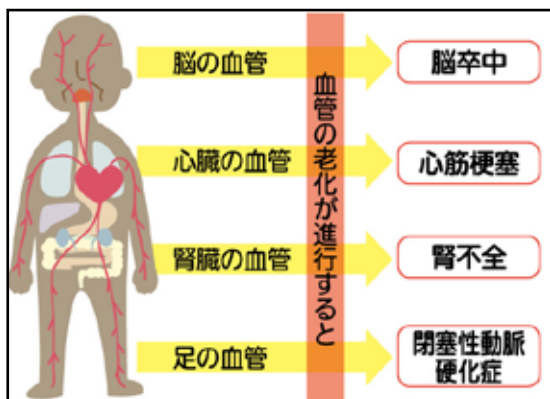 脳の血管
血管の老化が進行すると
脳卒中
心臓の血管
心筋梗塞
腎臓の血管
腎不全
足の血管
閉塞性動脈
硬化症